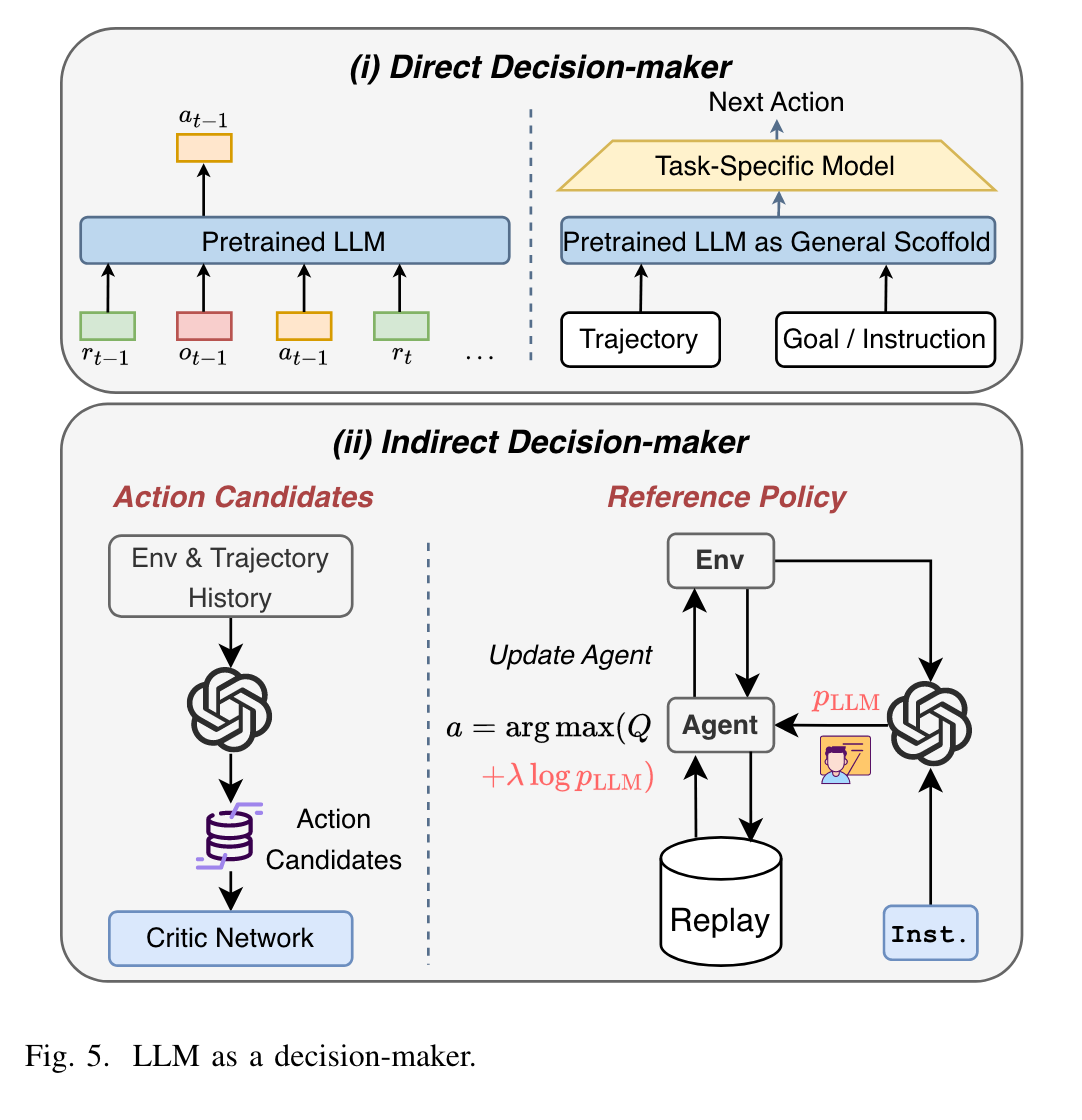 (i) Direct Decision-maker
a_{t-1}
Pretrained LLM
r_{t-1} o_{t-1} a_{t-1} r_t ...
Next Action
Task-Specific Model
Pretrained LLM as General Scoffold
Trajectory
Goal / Instruction
(ii) Indirect Decision-maker
Action Candidates
Env & Trajectory
History
Action
Candidates
Critic Network
Reference Policy
Env
Update Agent
a = arg max(Q
+λ log p_{LLM})
Agent
p_{LLM}
Replay
Inst.
Fig. 5. LLM as a decision-maker.